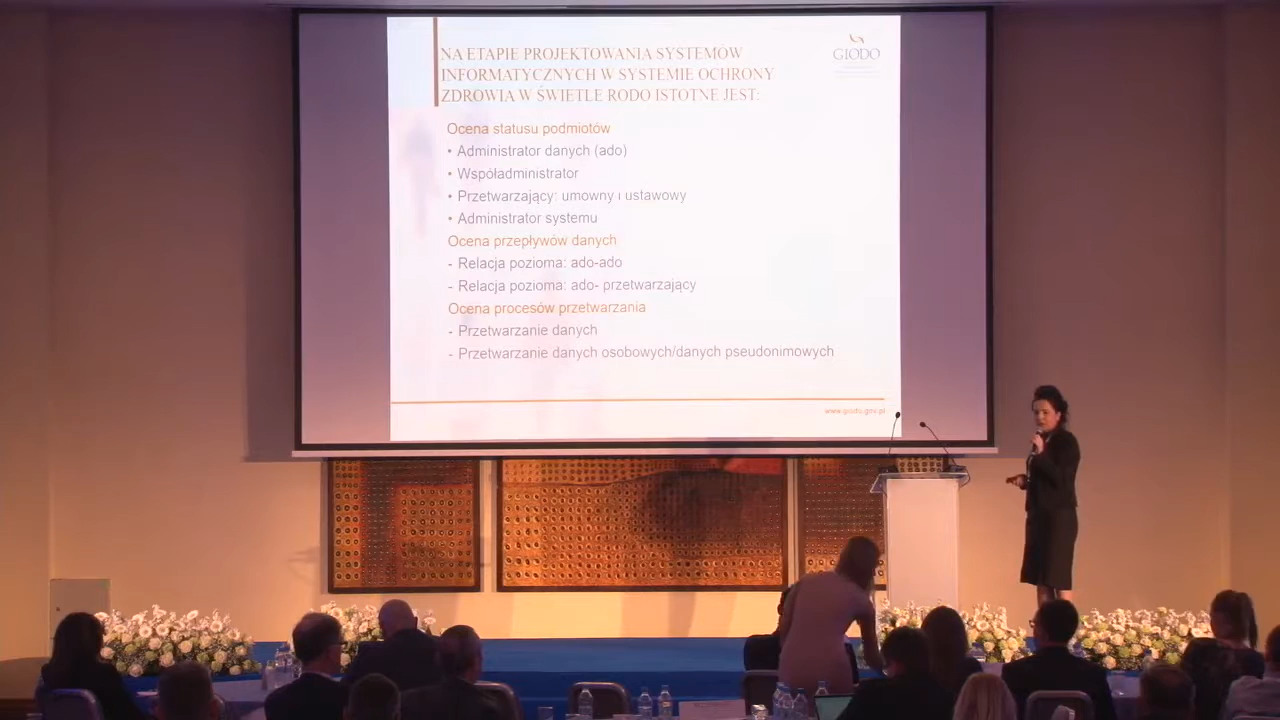 NA ETAPIE PROJEKTOWANIA SYSTEMÓW
INFORMATYCZNYCH W SYSTEMIE OCHRONY
ZDROWIA W ŚWIETLE RODO ISTOTNE JEST:
GIODO
Ocena statusu podmiotów
• Administrator danych (ado)
• Współadministrator
• Przetwarzający: umowny i ustawowy
• Administrator systemu
Ocena przepływów danych
- Relacja pozioma: ado-ado
- Relacja pozioma: ado- przetwarzający
Ocena procesów przetwarzania
- Przetwarzanie danych
- Przetwarzanie danych osobowych/danych pseudonimowych
www.giodo.gov.pl